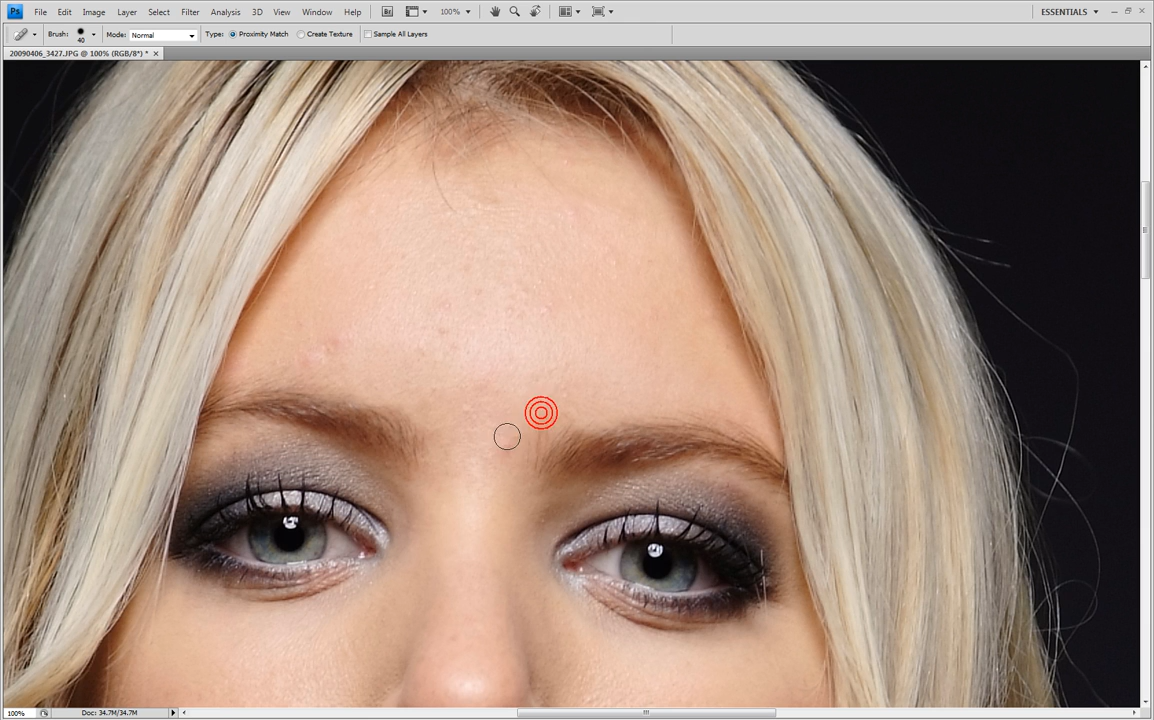 Ps File Edit Image Layer Select Filter Analysis 3D View Window Help Br 100% ESSENTIALS
Brush: 40 Mode: Normal Type: Proximity Match Create Texture Sample All Layers
20090406_3427.JPG @ 100% (RGB/8*) *
100% Doc: 34.7M/34.7M